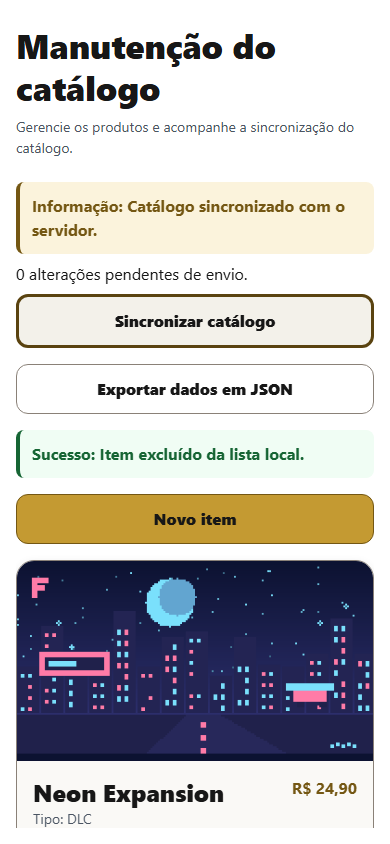 Manutenção do
catálogo
Gerencie os produtos e acompanhe a sincronização do
catálogo.
Informação: Catálogo sincronizado com o
servidor.
0 alterações pendentes de envio.
Sincronizar catálogo
Exportar dados em JSON
Sucesso: Item excluído da lista local.
Novo item
F
Neon Expansion
R$ 24,90
Tipo: DLC